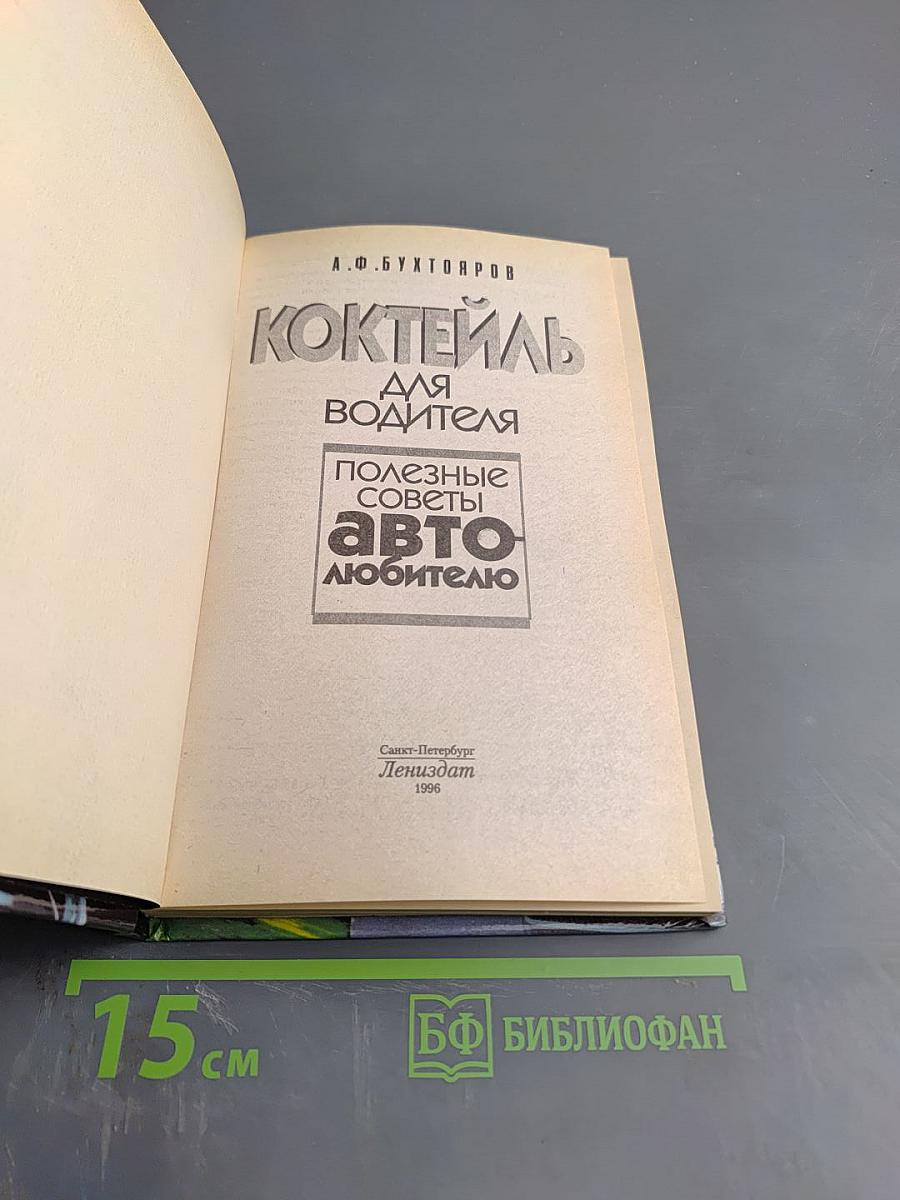 А.Ф.БУХТОЯРОВ
КОКТЕЙЛЬ
ДЛЯ
ВОДИТЕЛЯ
ПОЛЕЗНЫЕ
СОВЕТЫ
АВТО-
ЛЮБИТЕЛЮ
Санкт-Петербург
Лениздат
1996
15 см
БФ БИБЛИОФАН